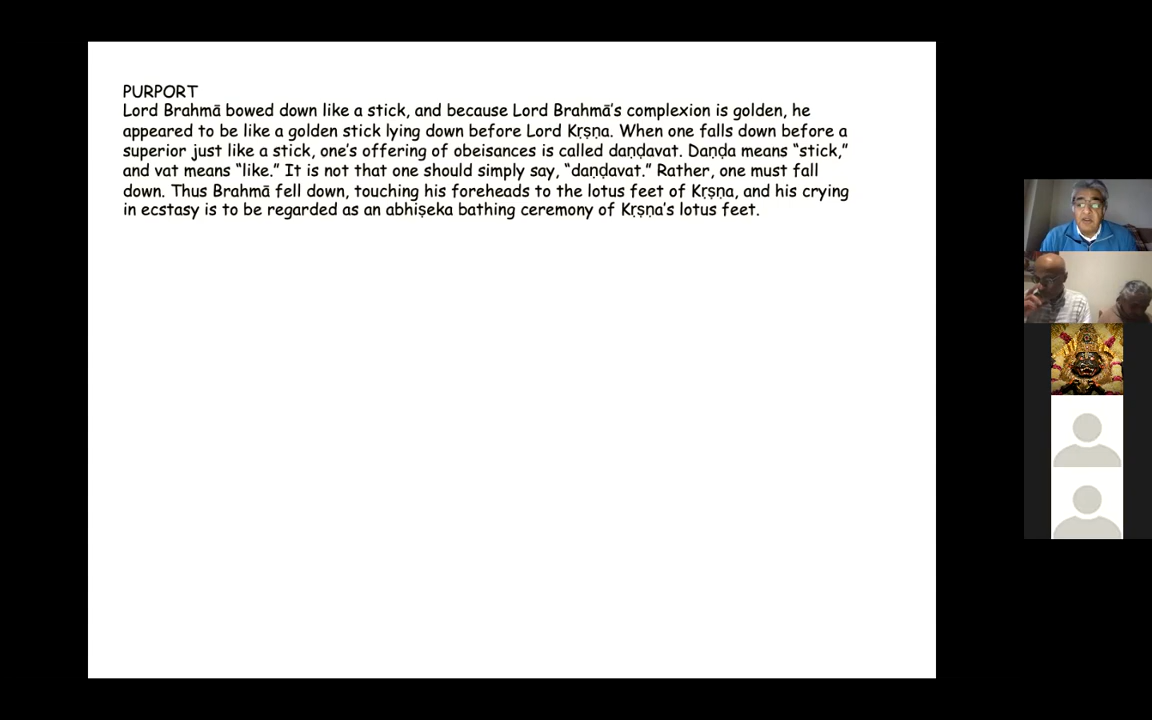 PURPORT
Lord Brahmā bowed down like a stick, and because Lord Brahmā’s complexion is golden, he
appeared to be like a golden stick lying down before Lord Kṛṣṇa. When one falls down before a
superior just like a stick, one’s offering of obeisances is called daṇḍavat. Daṇḍa means “stick,”
and vat means “like.” It is not that one should simply say, “daṇḍavat.” Rather, one must fall
down. Thus Brahmā fell down, touching his foreheads to the lotus feet of Kṛṣṇa, and his crying
in ecstasy is to be regarded as an abhiṣeka bathing ceremony of Kṛṣṇa’s lotus feet.